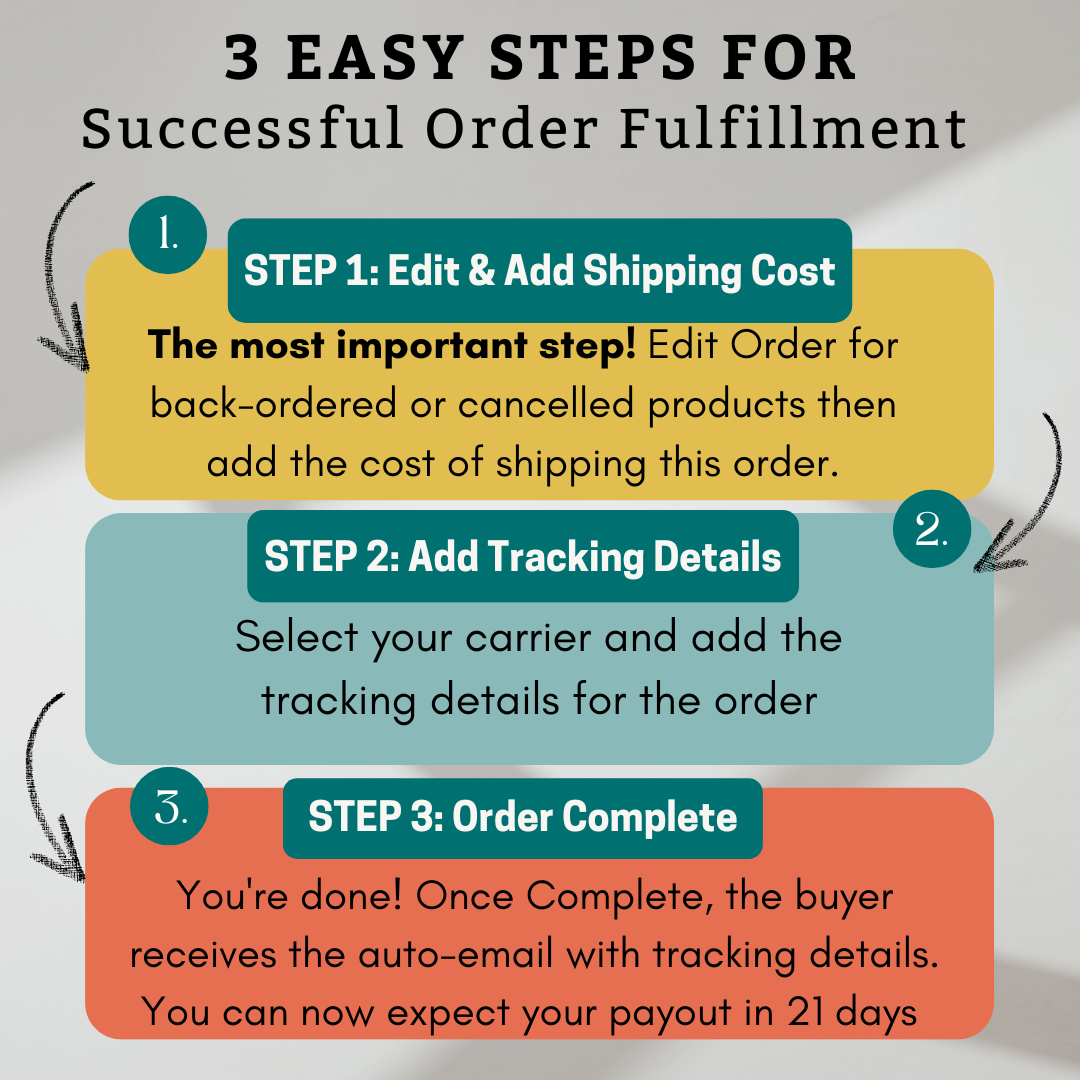 3 EASY STEPS FOR
Successful Order Fulfillment
1.
STEP 1: Edit & Add Shipping Cost
The most important step! Edit Order for
back-ordered or cancelled products then
add the cost of shipping this order.
2.
STEP 2: Add Tracking Details
Select your carrier and add the
tracking details for the order
3.
STEP 3: Order Complete
You're done! Once Complete, the buyer
receives the auto-email with tracking details.
You can now expect your payout in 21 days